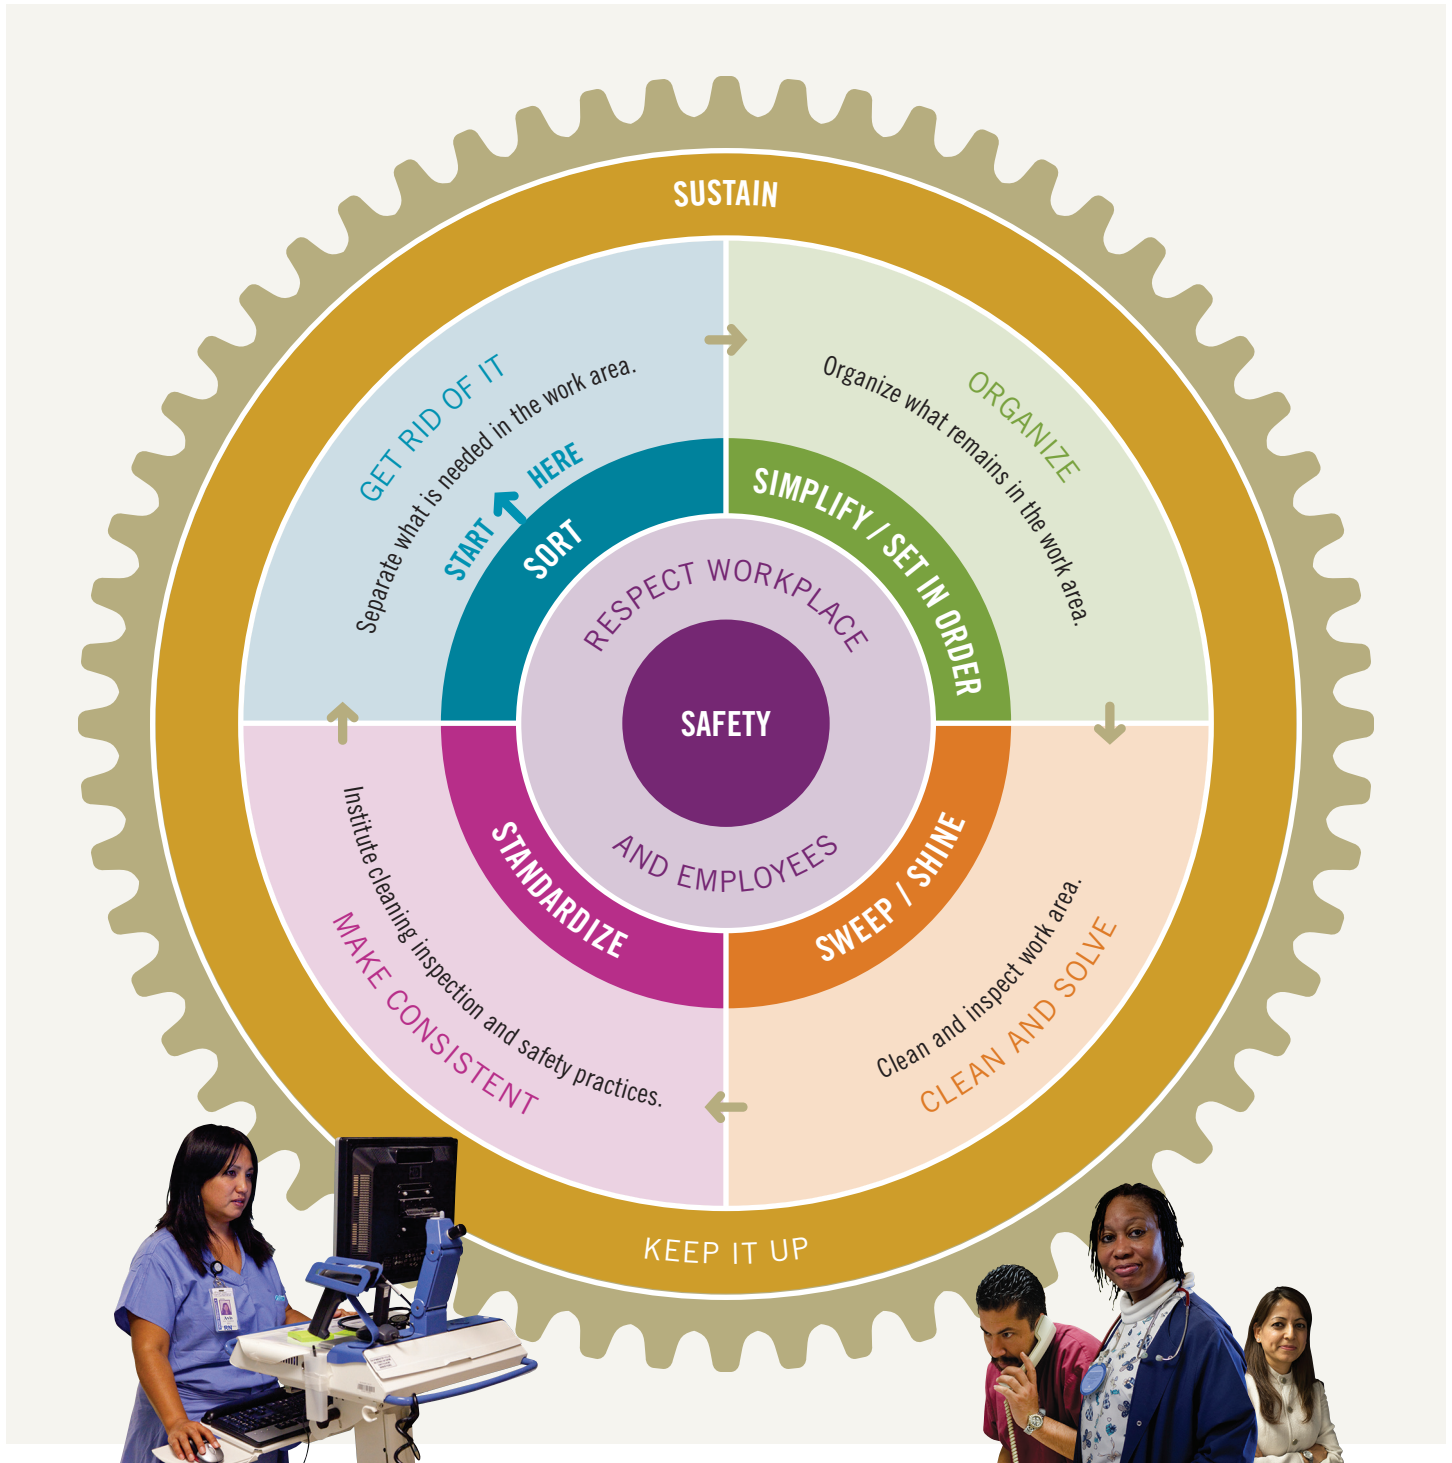 SUSTAIN
GET RID OF IT
Separate what is needed in the work area.
START HERE
SORT
ORGANIZE
Organize what remains in the work area.
SIMPLIFY / SET IN ORDER
RESPECT WORKPLACE
SAFETY
AND EMPLOYEES
SWEEP / SHINE
Clean and inspect work area.
CLEAN AND SOLVE
STANDARDIZE
Institute cleaning inspection and safety practices.
MAKE CONSISTENT
KEEP IT UP